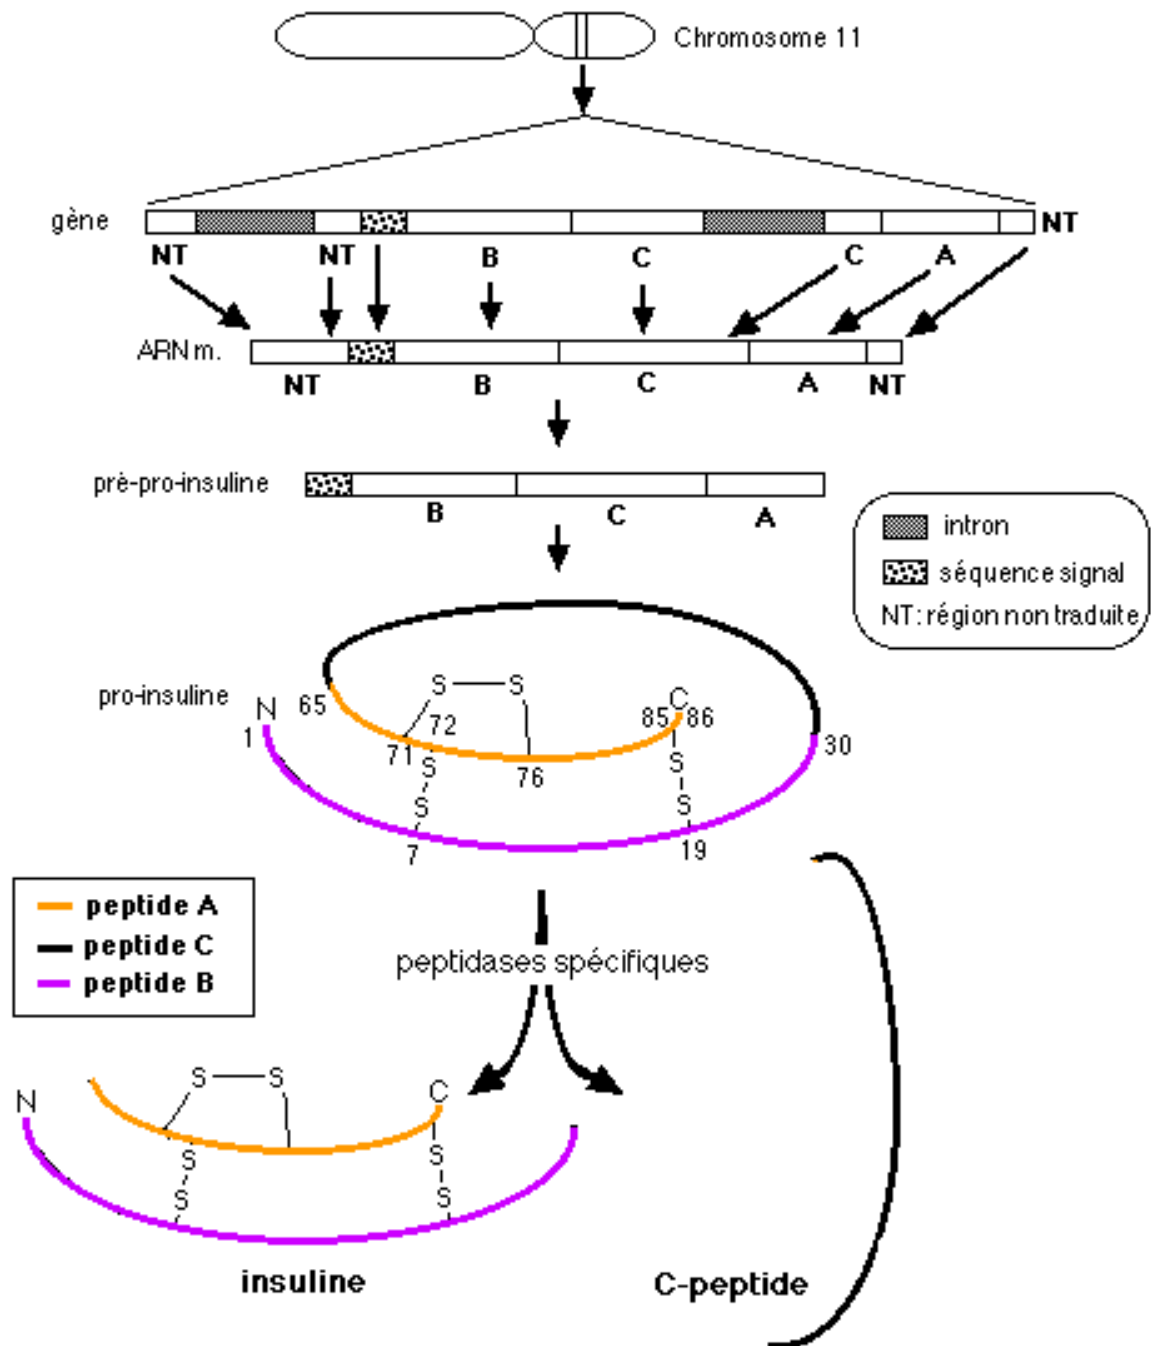 Chromosome 11
gène
NT
NT
NT
B
C
C
A
ARN m.
NT
B
C
A
NT
pré-pro-insuline
B
C
A
intron
séquence signal
NT: région non traduite
pro-insuline
N
1
65
S
S
C
72
71
85
86
30
S
S
76
S
S
7
19
peptide A
peptide C
peptide B
peptidases spécifiques
S
S
N
C
S
S
S
S
insuline
C-peptide